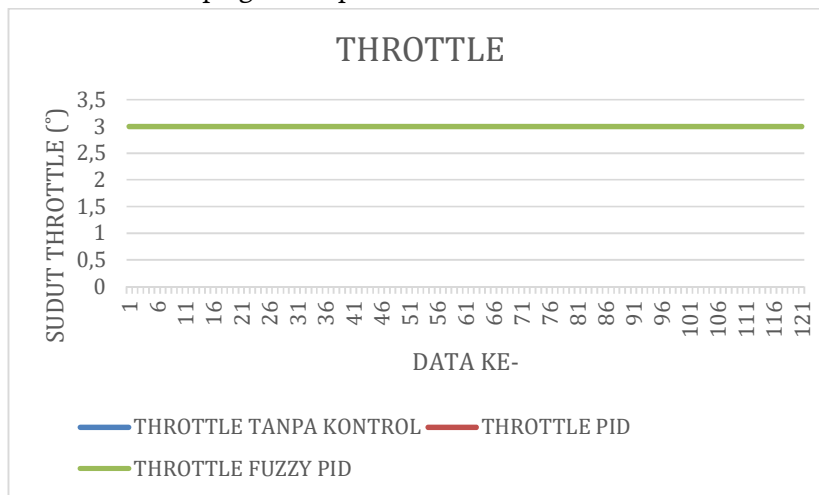 THROTTLE
SUDUT THROTTLE (˚)
3,5
3
2,5
2
1,5
1
0,5
0
1 6 11 16 21 26 31 36 41 46 51 56 61 66 71 76 81 86 91 96 101 106 111 116 121
DATA KE-
THROTTLE TANPA KONTROL THROTTLE PID
THROTTLE FUZZY PID